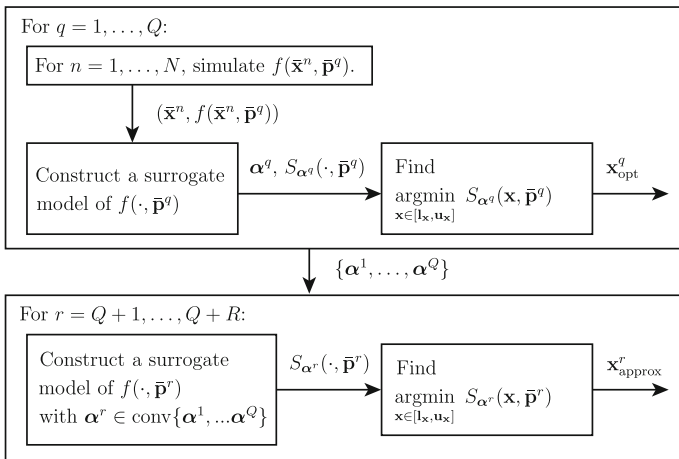 For q = 1, . . . , Q:
For n = 1, . . . , N, simulate f(x̄ⁿ, p̄^q).
(x̄ⁿ, f(x̄ⁿ, p̄^q))
Construct a surrogate
model of f(·, p̄^q)
α^q, S_{α^q}(·, p̄^q)
Find
argmin S_{α^q}(x, p̄^q)
x∈[l_x,u_x]
x^q_opt
{α¹, . . . , α^Q}
For r = Q + 1, . . . , Q + R:
Construct a surrogate
model of f(·, p̄^r)
with α^r ∈ conv{α¹, ...α^Q}
S_{α^r}(·, p̄^r)
Find
argmin S_{α^r}(x, p̄^r)
x∈[l_x,u_x]
x^r_approx